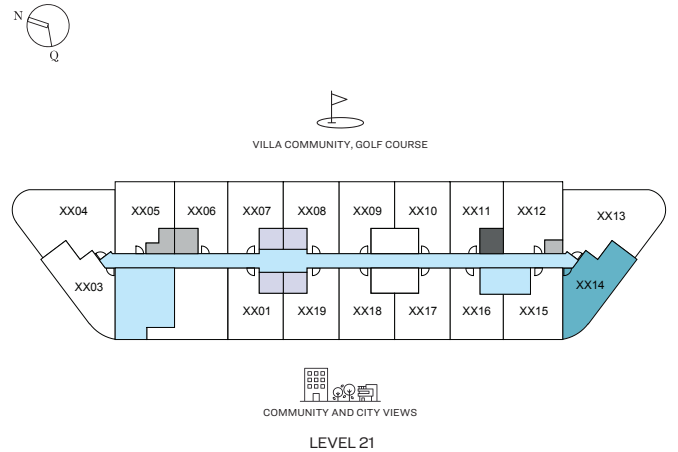 N
Q
VILLA COMMUNITY, GOLF COURSE
XX04 XX05 XX06 XX07 XX08 XX09 XX10 XX11 XX12 XX13
XX03 XX14
XX01 XX19 XX18 XX17 XX16 XX15
COMMUNITY AND CITY VIEWS
LEVEL 21